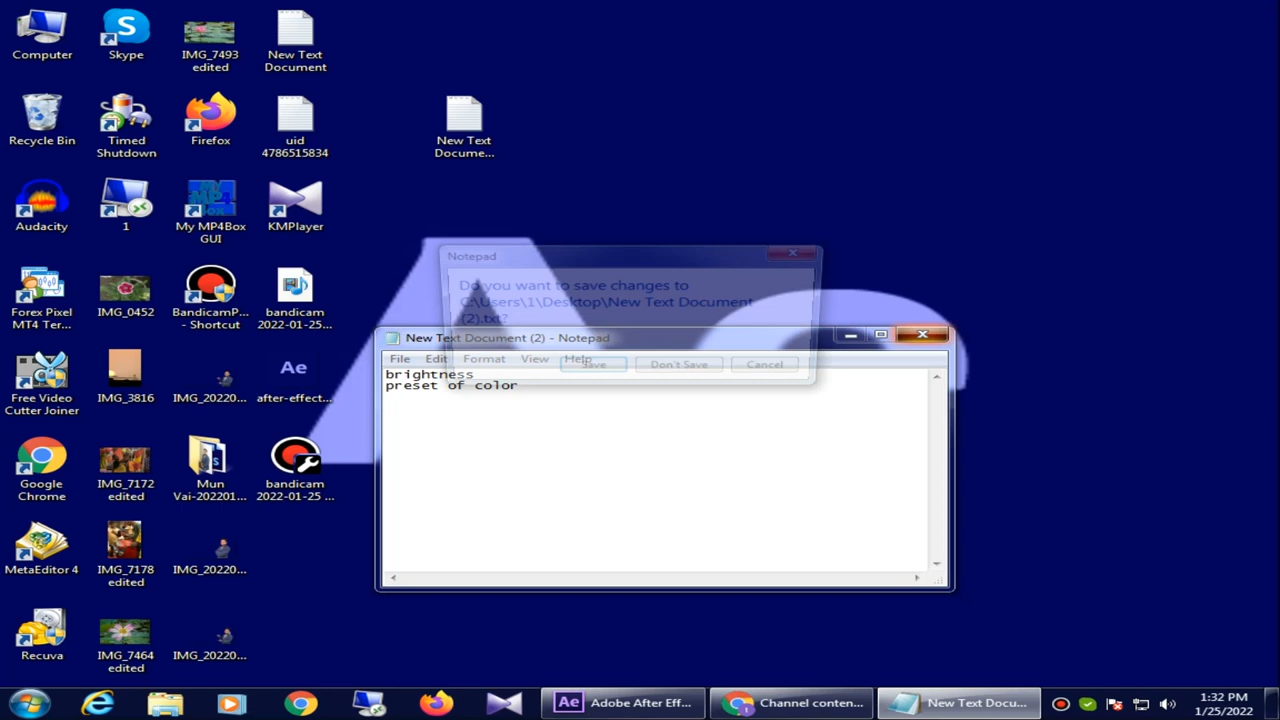 Computer
Skype
IMG_7493
edited
New Text
Document
Recycle Bin
Timed
Shutdown
Firefox
uid
4786515834
New Text
Docume...
Audacity
1
My MP4Box
GUI
KMPlayer
Forex Pixel
MT4 Ter...
IMG_0452
BandicamP...
- Shortcut
bandicam
2022-01-25...
Free Video
Cutter Joiner
IMG_3816
IMG_20220...
Ae
after-effect...
Google
Chrome
IMG_7172
edited
Mun
Vai-202201...
bandicam
2022-01-25 ...
MetaEditor 4
IMG_7178
edited
IMG_20220...
Recuva
IMG_7464
edited
IMG_20220...
Notepad
Do you want to save changes to
C:\Users\1\Desktop\New Text Document
(2).txt?
Save
Don't Save
Cancel
New Text Document (2) - Notepad
File Edit Format View Help
brightness
preset of color
Ae Adobe After Eff...
Channel conten...
New Text Docu...
1:32 PM
1/25/2022